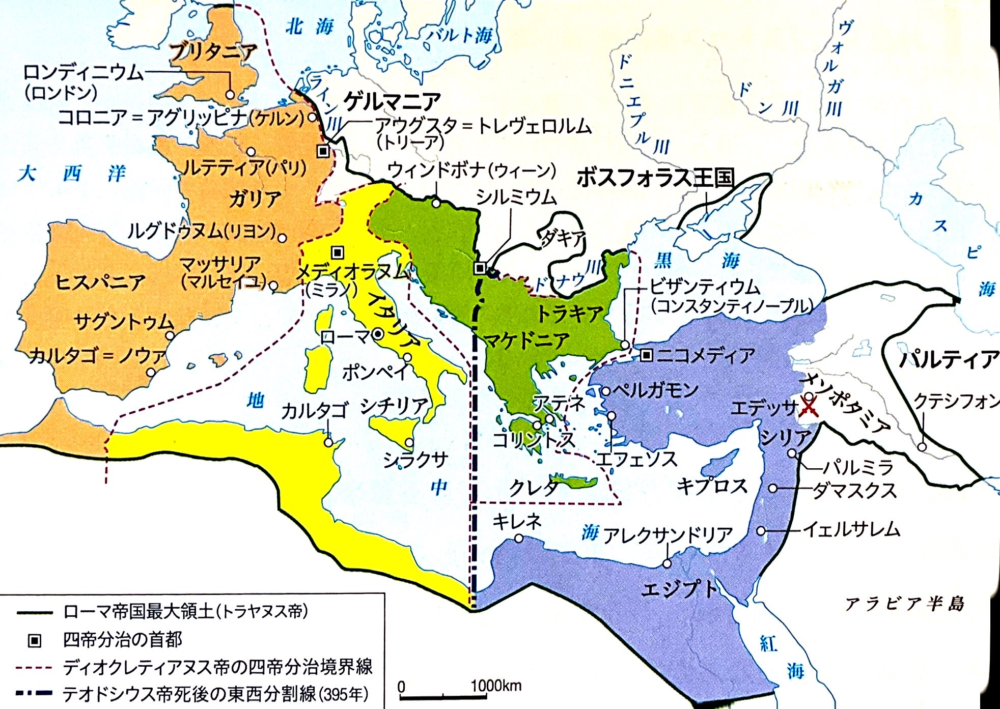 北海
バルト海
ブリタニア
ロンディニウム
(ロンドン)
コロニア=アグリッピナ(ケルン)
ライン川
ゲルマニア
アウグスタ=トレヴェロルム
(トリーア)
ドニエプル川
ドン川
ヴォルガ川
大西洋
ルテティア(パリ)
ガリア
ウィンドボナ(ウィーン)
シルミウム
ボスフォラス王国
カスピ海
ルグドゥヌム(リヨン)
ダキア
マッサリア
(マルセイユ)
ヒスパニア
メディオラヌム
(ミラノ)
ドナウ川
黒海
ビザンティウム
(コンスタンティノープル)
サグントゥム
カルタゴ=ノウァ
イタリア
ローマ
トラキア
マケドニア
ニコメディア
パルティア
ポンペイ
ペルガモン
メソポタミア
エデッサ
クテシフォン
地中海
カルタゴ
シチリア
アテネ
コリントス
シリア
シラクサ
エフェソス
パルミラ
クレタ
キプロス
ダマスクス
キレネ
アレクサンドリア
イェルサレム
エジプト
アラビア半島
紅海
ローマ帝国最大領土(トラヤヌス帝)
四帝分治の首都
ディオクレティアヌス帝の四帝分治境界線
テオドシウス帝死後の東西分割線(395年)
0 1000km